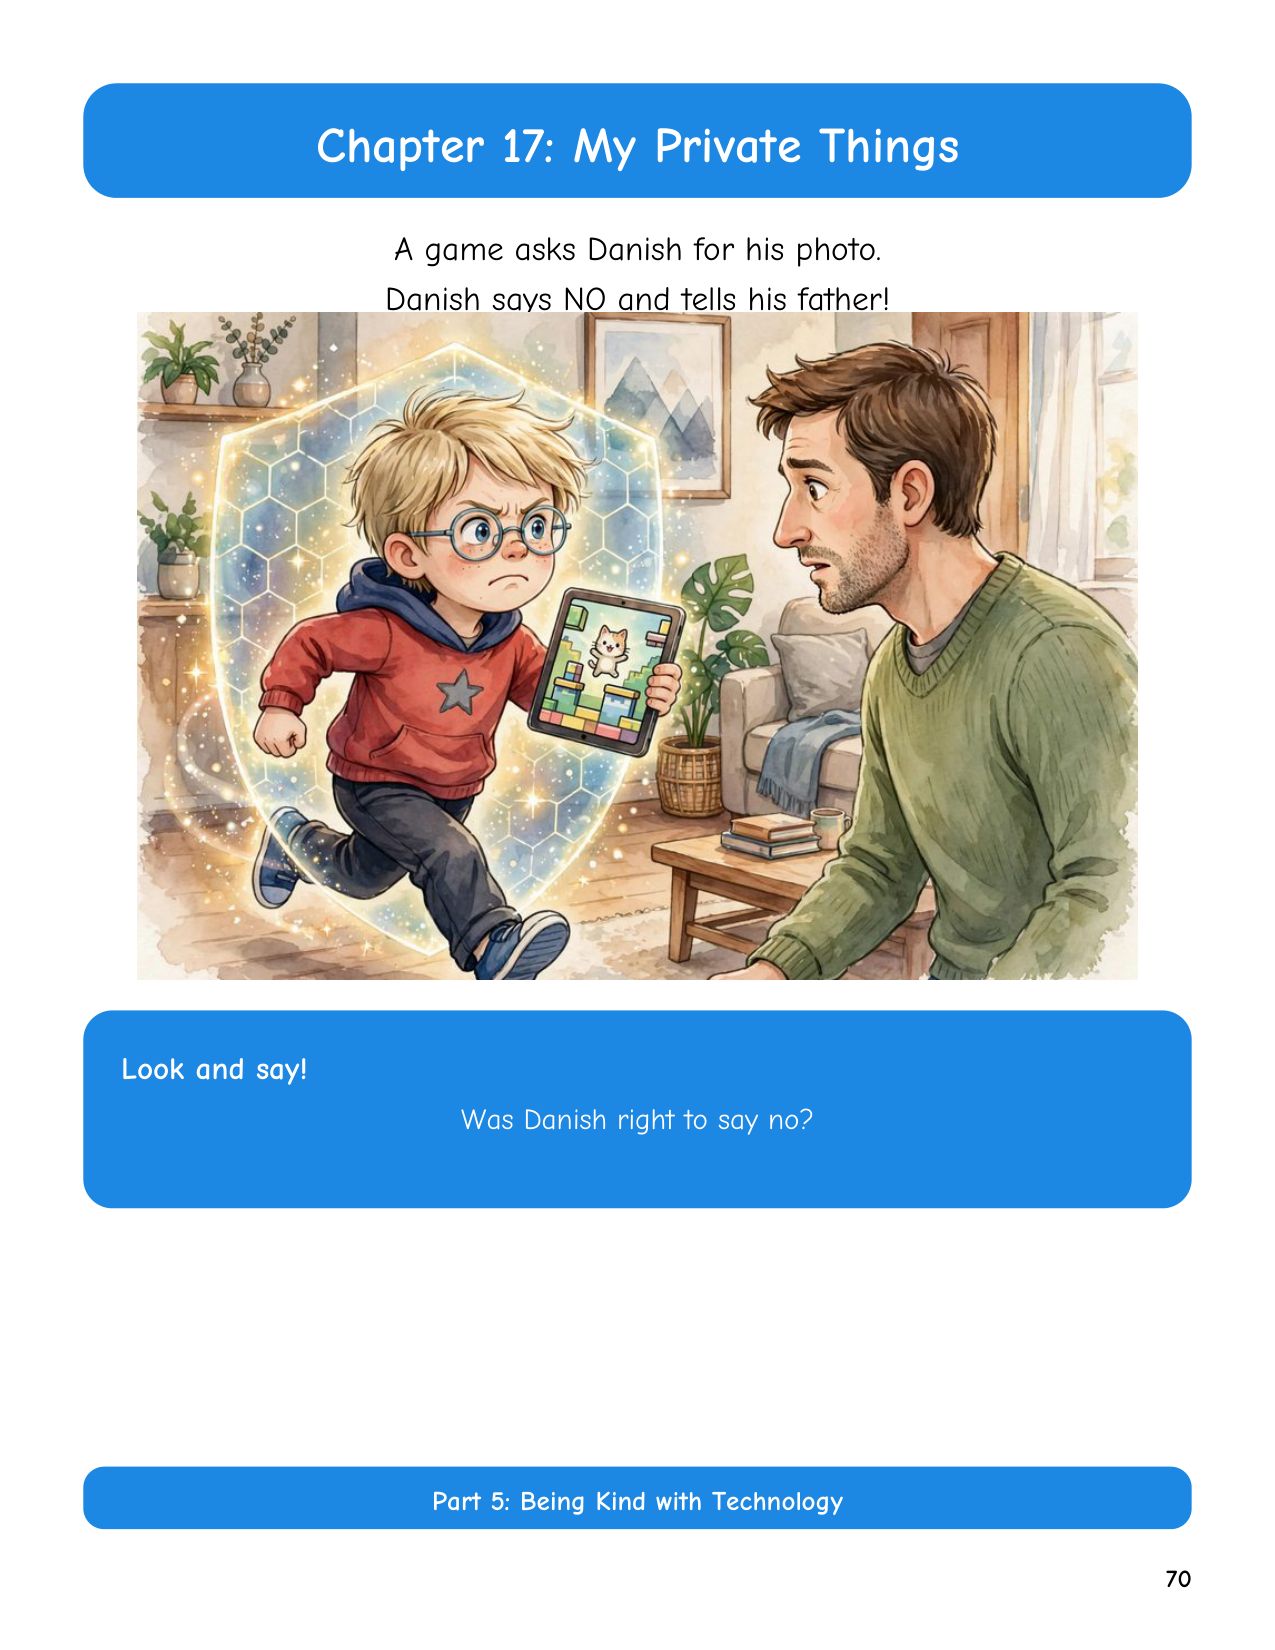 Chapter 17: My Private Things
A game asks Danish for his photo.
Danish says NO and tells his father!
Look and say!
Was Danish right to say no?
Part 5: Being Kind with Technology
70